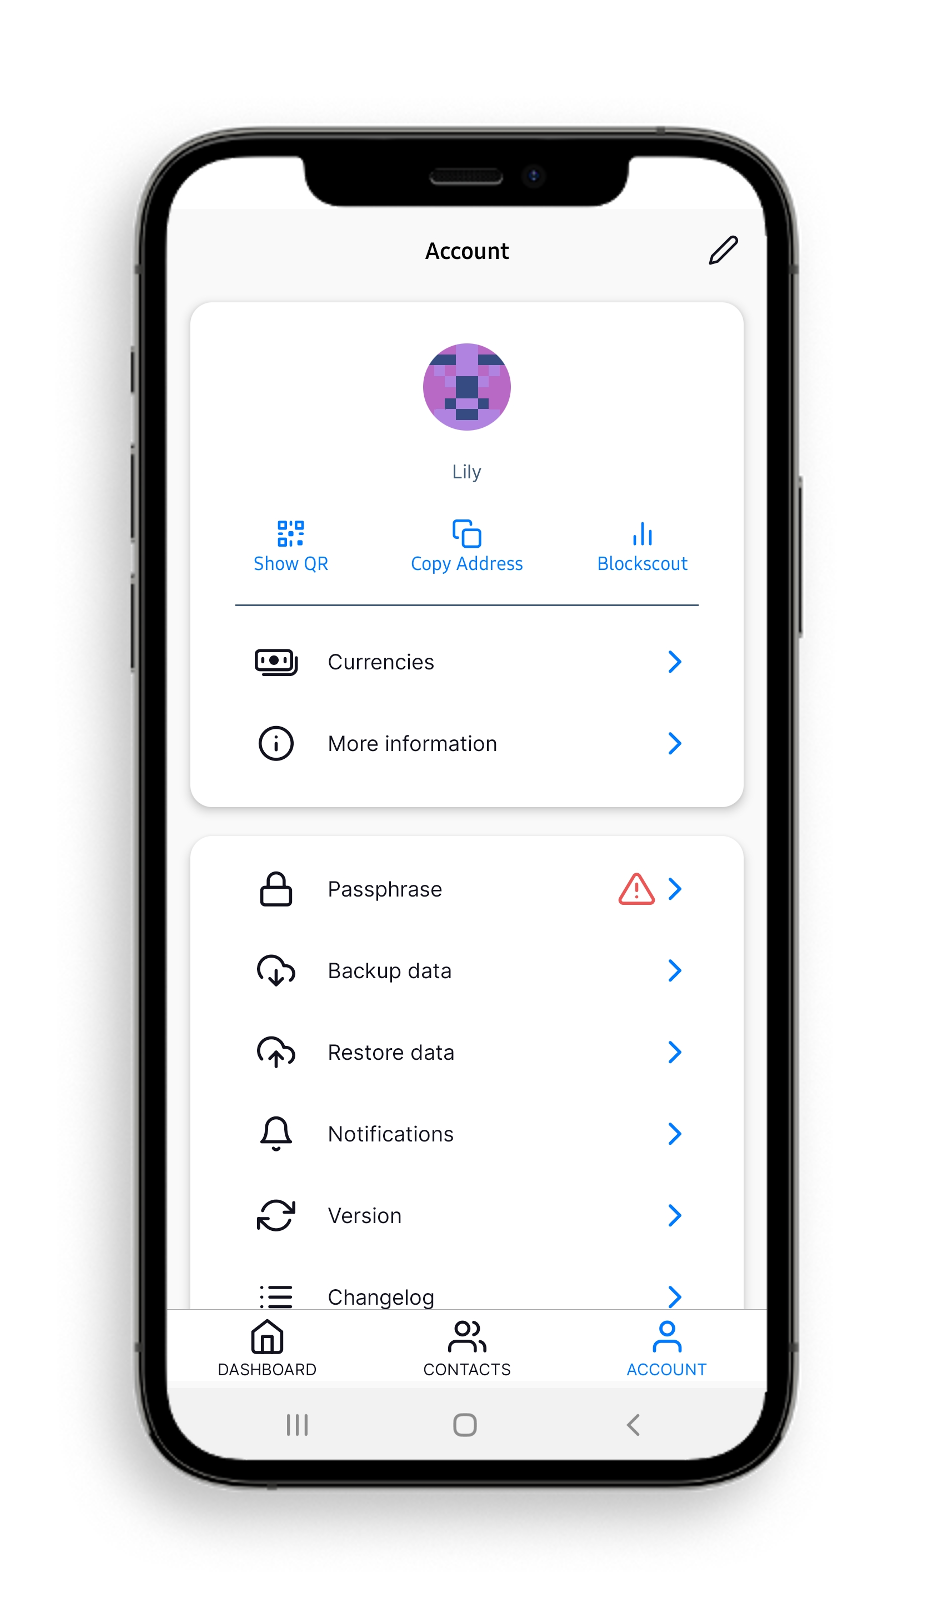 Account
Lily
Show QR
Copy Address
Blockscout
Currencies
More information
Passphrase
Backup data
Restore data
Notifications
Version
Changelog
DASHBOARD
CONTACTS
ACCOUNT